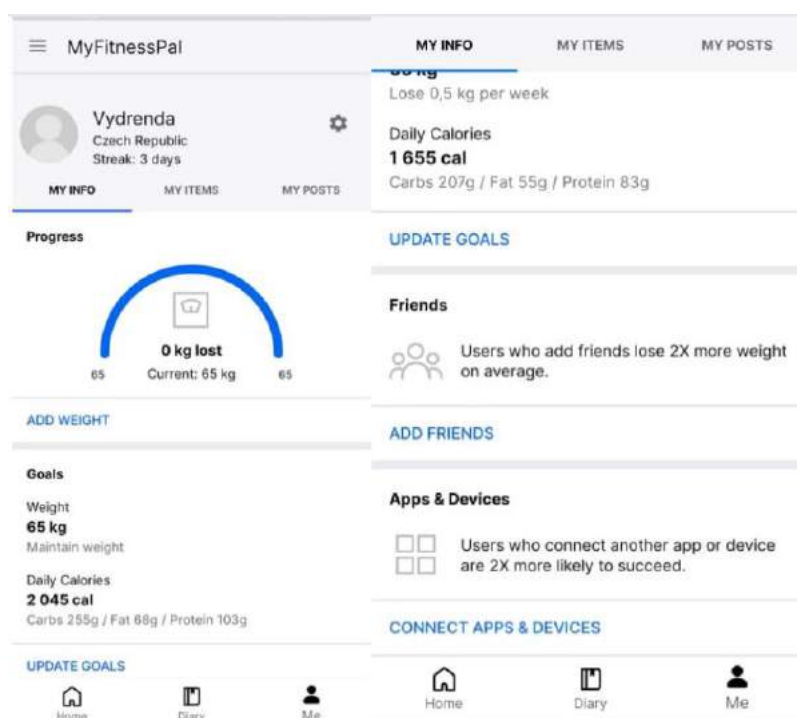 MyFitnessPal
Vydrenda
Czech Republic
Streak: 3 days
MY INFO MY ITEMS MY POSTS
Progress
0 kg lost
65 Current: 65 kg 65
ADD WEIGHT
Goals
Weight
65 kg
Maintain weight
Daily Calories
2 045 cal
Carbs 255g / Fat 68g / Protein 103g
UPDATE GOALS
Home Diary Me
MY INFO MY ITEMS MY POSTS
kg
Lose 0,5 kg per week
Daily Calories
1 655 cal
Carbs 207g / Fat 55g / Protein 83g
UPDATE GOALS
Friends
Users who add friends lose 2X more weight
on average.
ADD FRIENDS
Apps & Devices
Users who connect another app or device
are 2X more likely to succeed.
CONNECT APPS & DEVICES
Home Diary Me